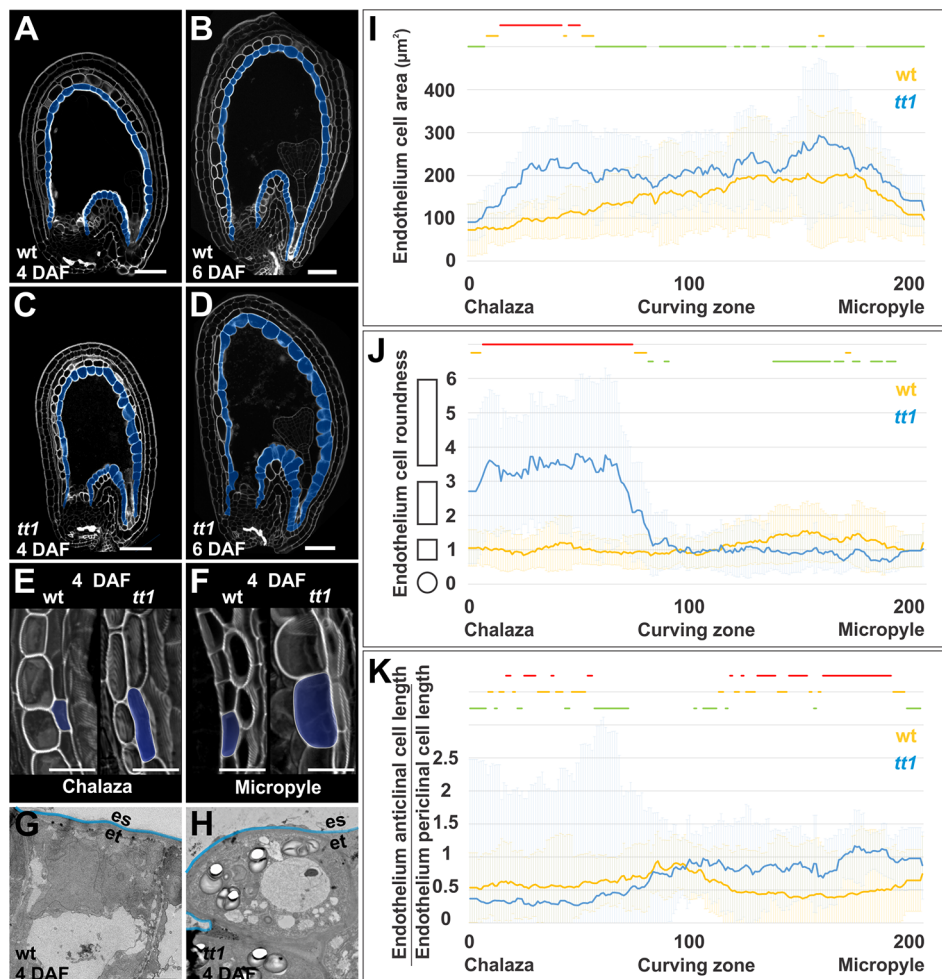 A
wt
4 DAF
B
wt
6 DAF
C
tt1
4 DAF
D
tt1
6 DAF
4 DAF
E
wt
tt1
F
wt
tt1
Chalaza
Micropyle
G
es
et
wt
4 DAF
H
es
et
tt1
4 DAF
I
wt
tt1
Endothelium cell area (µm²)
400
300
200
100
0
0
100
200
Chalaza
Curving zone
Micropyle
J
wt
tt1
Endothelium cell roundness
6
5
4
3
2
1
0
0
100
200
Chalaza
Curving zone
Micropyle
K
wt
tt1
Endothelium anticlinal cell length
Endothelium periclinal cell length
2.5
2
1.5
1
0.5
0
0
100
200
Chalaza
Curving zone
Micropyle